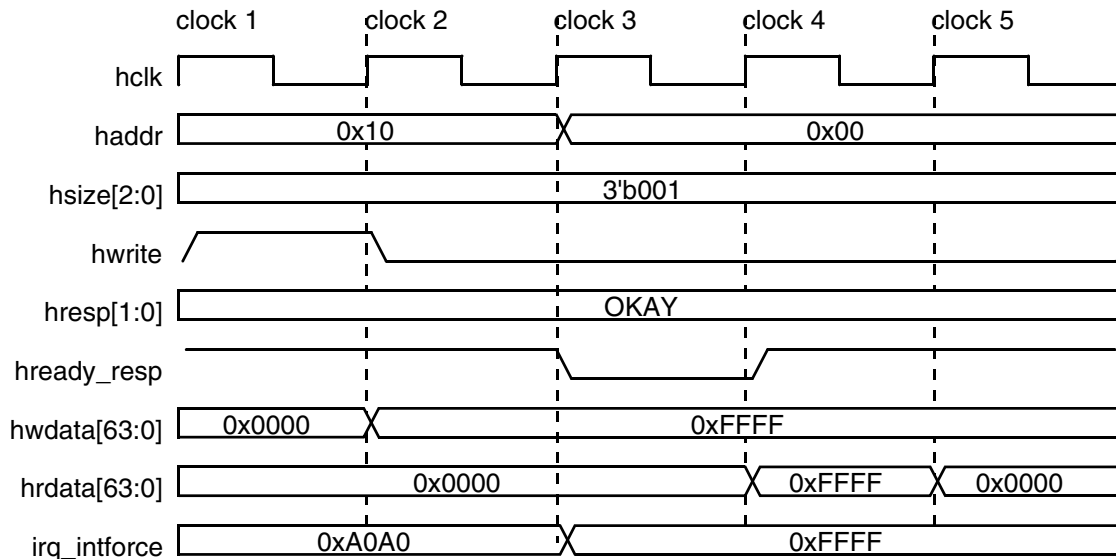 clock 1 clock 2 clock 3 clock 4 clock 5
hclk
haddr 0x10 0x00
hsize[2:0] 3'b001
hwrite
hresp[1:0] OKAY
hready_resp
hwdata[63:0] 0x0000 0xFFFF
hrdata[63:0] 0x0000 0xFFFF 0x0000
irq_intforce 0xA0A0 0xFFFF